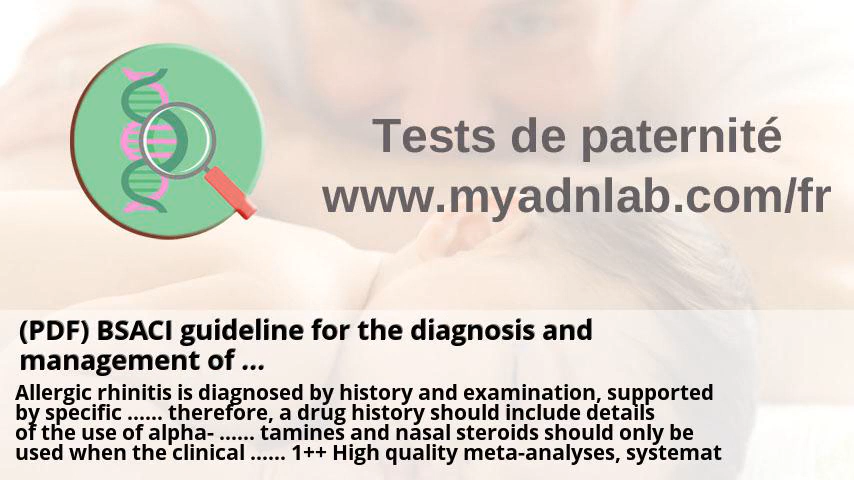 Tests de paternité
www.myadnlab.com/fr
(PDF) BSACI guideline for the diagnosis and
management of ...
Allergic rhinitis is diagnosed by history and examination, supported
by specific ...... therefore, a drug history should include details
of the use of alpha- ...... tamines and nasal steroids should only be
used when the clinical ...... 1++ High quality meta-analyses, systemat